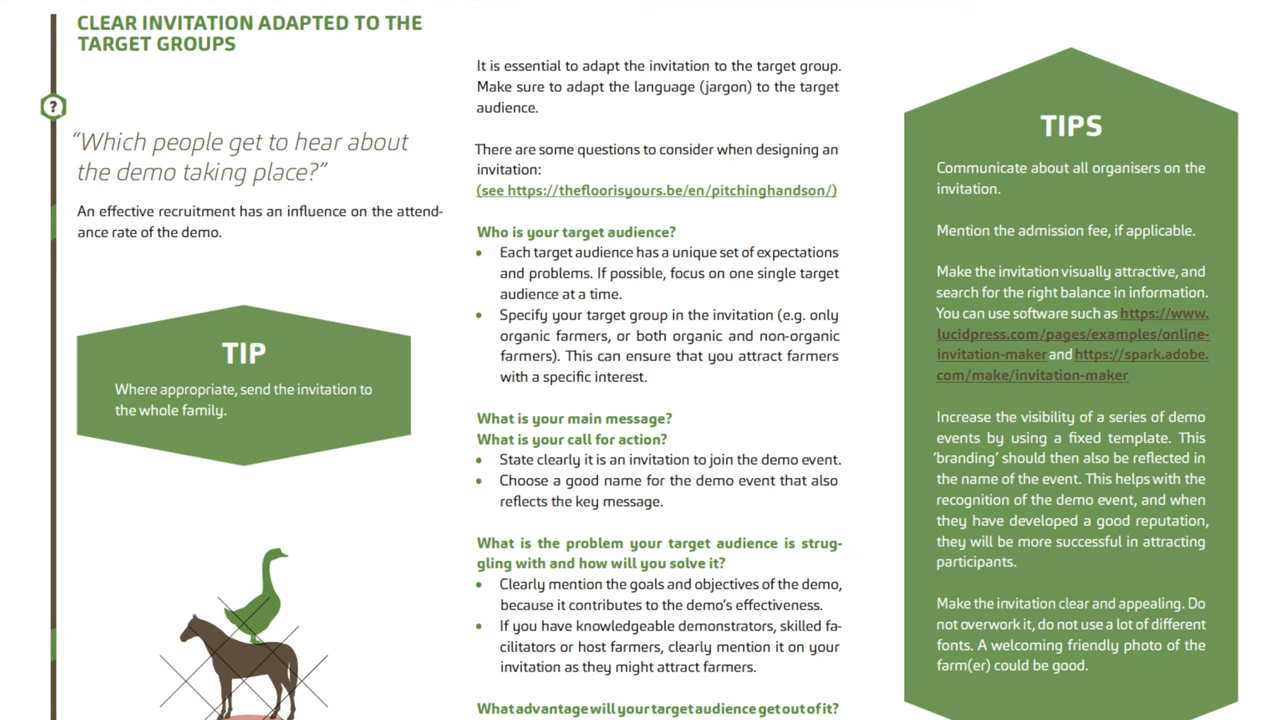 CLEAR INVITATION ADAPTED TO THE
TARGET GROUPS
?
“Which people get to hear about
the demo taking place?”
An effective recruitment has an influence on the attend-
ance rate of the demo.
TIP
Where appropriate, send the invitation to
the whole family.
It is essential to adapt the invitation to the target group.
Make sure to adapt the language (jargon) to the target
audience.
There are some questions to consider when designing an
invitation:
(see https://thefloorisyours.be/en/pitchinghandson/)
Who is your target audience?
• Each target audience has a unique set of expectations
and problems. If possible, focus on one single target
audience at a time.
• Specify your target group in the invitation (e.g. only
organic farmers, or both organic and non-organic
farmers). This can ensure that you attract farmers
with a specific interest.
What is your main message?
What is your call for action?
• State clearly it is an invitation to join the demo event.
• Choose a good name for the demo event that also
reflects the key message.
What is the problem your target audience is strug-
gling with and how will you solve it?
• Clearly mention the goals and objectives of the demo,
because it contributes to the demo’s effectiveness.
• If you have knowledgeable demonstrators, skilled fa-
cilitators or host farmers, clearly mention it on your
invitation as they might attract farmers.
What advantage will your target audience get out of it?
TIPS
Communicate about all organisers on the
invitation.
Mention the admission fee, if applicable.
Make the invitation visually attractive, and
search for the right balance in information.
You can use software such as https://www.
lucidpress.com/pages/examples/online-
invitation-maker and https://spark.adobe.
com/make/invitation-maker
Increase the visibility of a series of demo
events by using a fixed template. This
‘branding’ should then also be reflected in
the name of the event. This helps with the
recognition of the demo event, and when
they have developed a good reputation,
they will be more successful in attracting
participants.
Make the invitation clear and appealing. Do
not overwork it, do not use a lot of different
fonts. A welcoming friendly photo of the
farm(er) could be good.